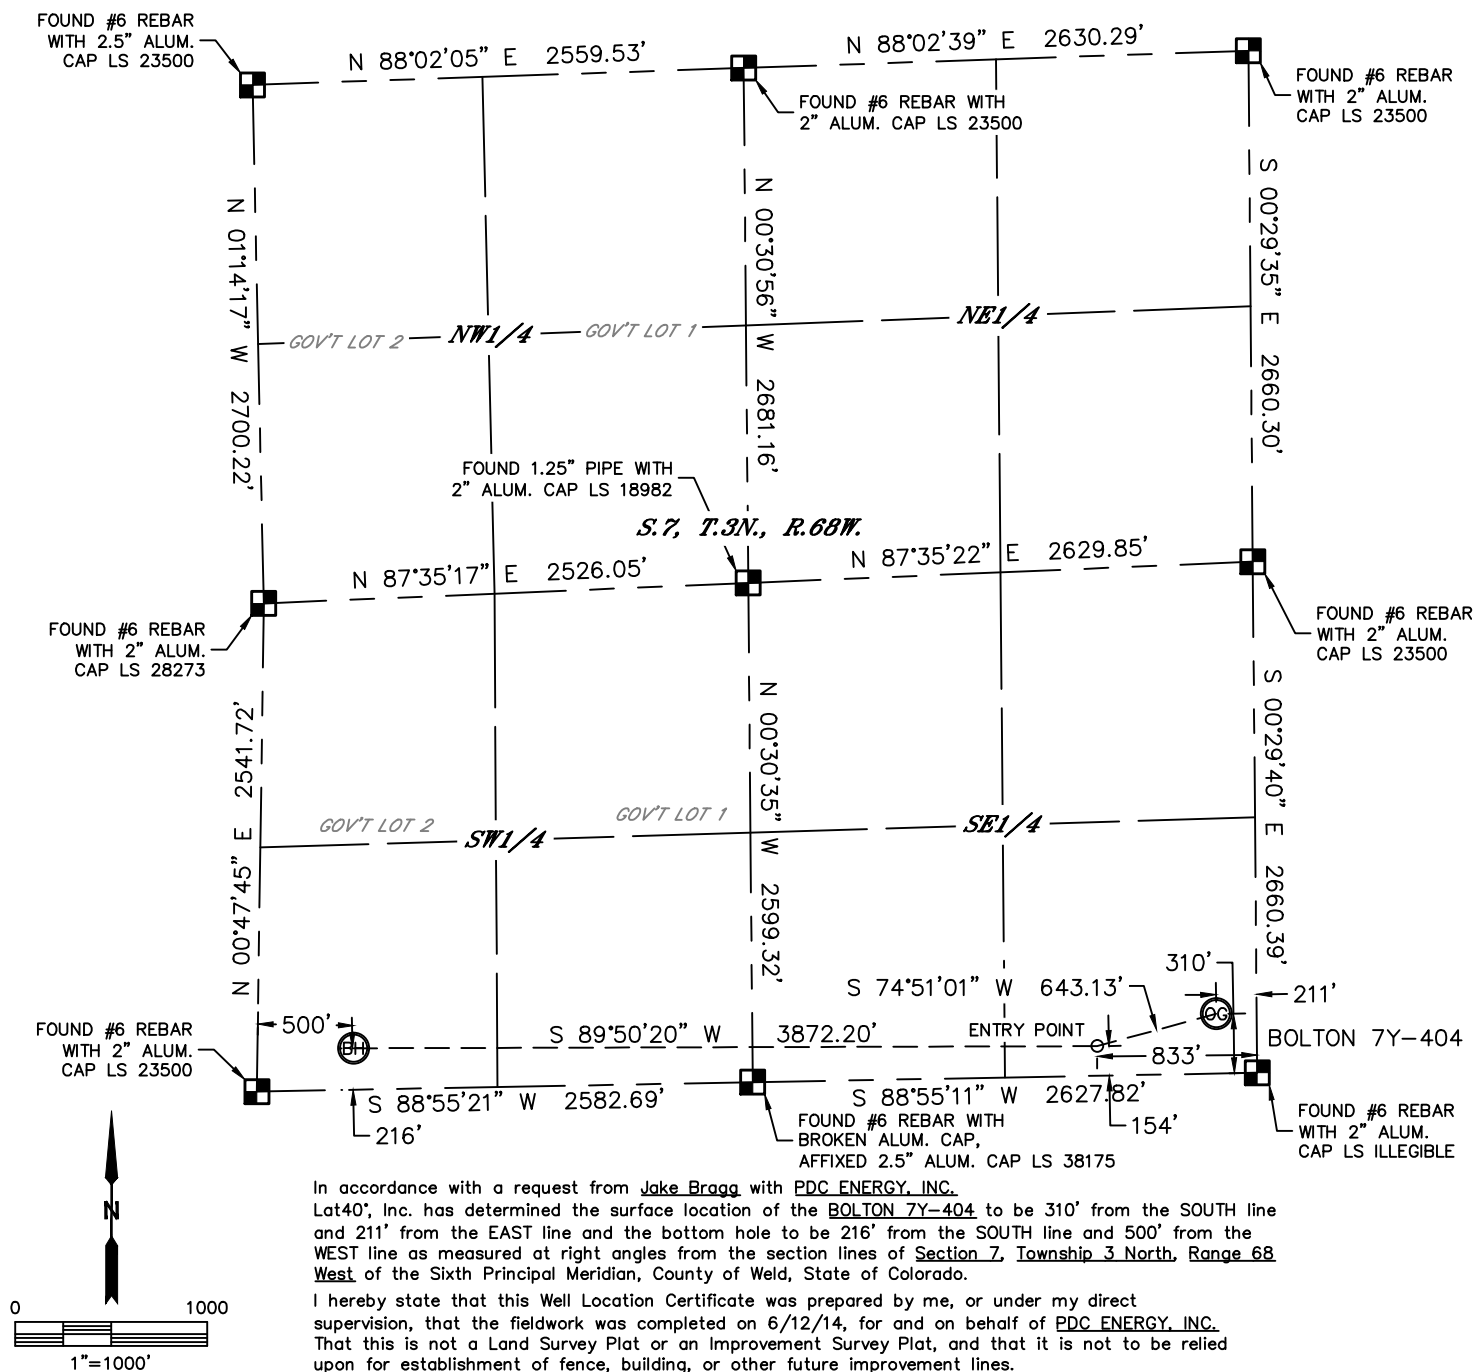 FOUND #6 REBAR
WITH 2.5" ALUM.
CAP LS 23500
N 88°02'05" E 2559.53'
N 88°02'39" E 2630.29'
FOUND #6 REBAR WITH
2" ALUM. CAP LS 23500
FOUND #6 REBAR
WITH 2" ALUM.
CAP LS 23500
N 01°14'17" W 2700.22'
N 00°30'56" W 2681.16'
S 00°29'35" E 2660.30'
GOV'T LOT 2
NW1/4
GOV'T LOT 1
NE1/4
FOUND 1.25" PIPE WITH
2" ALUM. CAP LS 18982
S.7, T.3N., R.68W.
N 87°35'17" E 2526.05'
N 87°35'22" E 2629.85'
FOUND #6 REBAR
WITH 2" ALUM.
CAP LS 28273
FOUND #6 REBAR
WITH 2" ALUM.
CAP LS 23500
N 00°47'45" E 2541.72'
N 00°30'35" W 2599.32'
S 00°29'40" E 2660.39'
GOV'T LOT 2
SW1/4
GOV'T LOT 1
SE1/4
310'
S 74°51'01" W 643.13'
211'
OG
500'
BH
S 89°50'20" W 3872.20'
ENTRY POINT
833'
BOLTON 7Y-404
FOUND #6 REBAR
WITH 2" ALUM.
CAP LS 23500
S 88°55'21" W 2582.69'
S 88°55'11" W 2627.82'
216'
154'
FOUND #6 REBAR WITH
BROKEN ALUM. CAP,
AFFIXED 2.5" ALUM. CAP LS 38175
FOUND #6 REBAR
WITH 2" ALUM.
CAP LS ILLEGIBLE
N
0 1000
1"=1000'
In accordance with a request from Jake Bragg with PDC ENERGY, INC.
Lat40°, Inc. has determined the surface location of the BOLTON 7Y-404 to be 310' from the SOUTH line
and 211' from the EAST line and the bottom hole to be 216' from the SOUTH line and 500' from the
WEST line as measured at right angles from the section lines of Section 7, Township 3 North, Range 68
West of the Sixth Principal Meridian, County of Weld, State of Colorado.
I hereby state that this Well Location Certificate was prepared by me, or under my direct
supervision, that the fieldwork was completed on 6/12/14, for and on behalf of PDC ENERGY, INC.
That this is not a Land Survey Plat or an Improvement Survey Plat, and that it is not to be relied
upon for establishment of fence, building, or other future improvement lines.